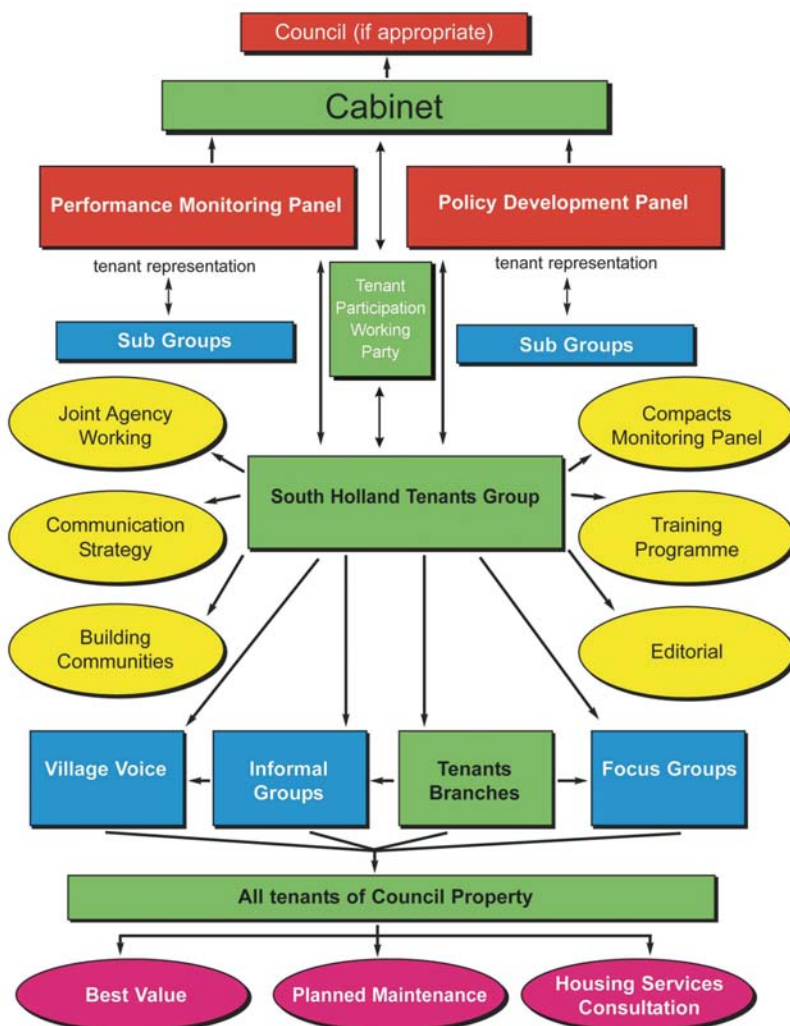 Council (if appropriate)
Cabinet
Performance Monitoring Panel
Policy Development Panel
tenant representation
tenant representation
Tenant
Participation
Working
Party
Sub Groups
Sub Groups
Joint Agency
Working
Compacts
Monitoring Panel
South Holland Tenants Group
Communication
Strategy
Training
Programme
Building
Communities
Editorial
Village Voice
Informal
Groups
Tenants
Branches
Focus Groups
All tenants of Council Property
Best Value
Planned Maintenance
Housing Services
Consultation